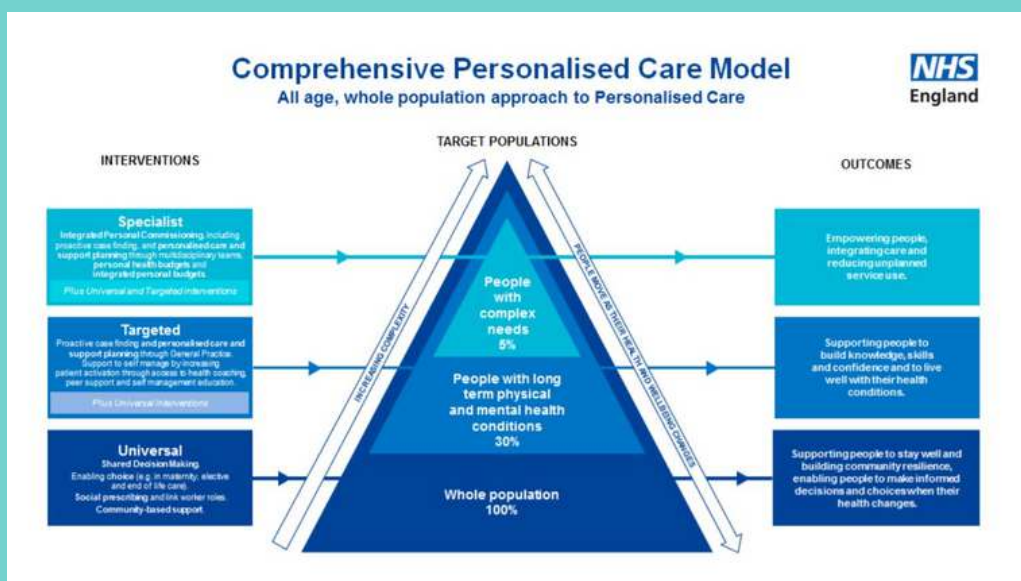 Comprehensive Personalised Care Model
All age, whole population approach to Personalised Care
NHS
England
INTERVENTIONS
TARGET POPULATIONS
OUTCOMES
Specialist
Integrated Personal Commissioning, including
proactive case finding, and personalised care and
support planning through multidisciplinary teams,
personal health budgets and
integrated personal budgets.
Plus Universal and Targeted interventions
Targeted
Proactive case finding and personalised care and
support planning through General Practice.
Support to self manage by increasing
patient activation through access to health coaching,
peer support and self management education.
Plus Universal interventions
Universal
Shared Decision Making.
Enabling choice (e.g. in maternity, elective
and end of life care).
Social prescribing and link worker roles.
Community-based support.
INCREASING COMPLEXITY
People
with
complex
needs
5%
People with long
term physical
and mental health
conditions
30%
Whole population
100%
PEOPLE MOVE AS THEIR HEALTH AND WELLBEING CHANGES
Empowering people,
integrating care and
reducing unplanned
service use.
Supporting people to
build knowledge, skills
and confidence and to live
well with their health
conditions.
Supporting people to stay well and
building community resilience,
enabling people to make informed
decisions and choices when their
health changes.